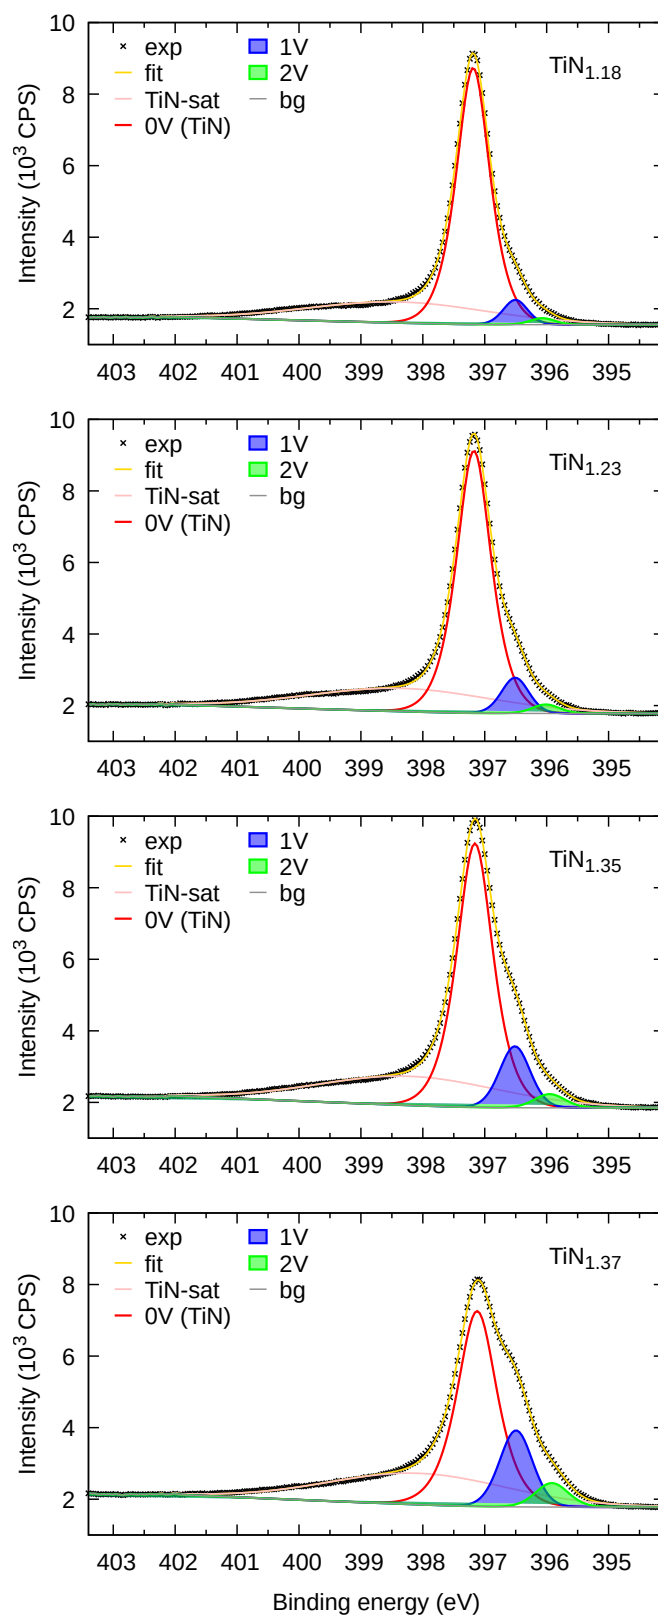 10
8
6
4
2
Intensity (10³ CPS)
exp
fit
TiN-sat
0V (TiN)
1V
2V
bg
TiN₁.₁₈
403 402 401 400 399 398 397 396 395
10
8
6
4
2
Intensity (10³ CPS)
exp
fit
TiN-sat
0V (TiN)
1V
2V
bg
TiN₁.₂₃
403 402 401 400 399 398 397 396 395
10
8
6
4
2
Intensity (10³ CPS)
exp
fit
TiN-sat
0V (TiN)
1V
2V
bg
TiN₁.₃₅
403 402 401 400 399 398 397 396 395
10
8
6
4
2
Intensity (10³ CPS)
exp
fit
TiN-sat
0V (TiN)
1V
2V
bg
TiN₁.₃₇
403 402 401 400 399 398 397 396 395
Binding energy (eV)